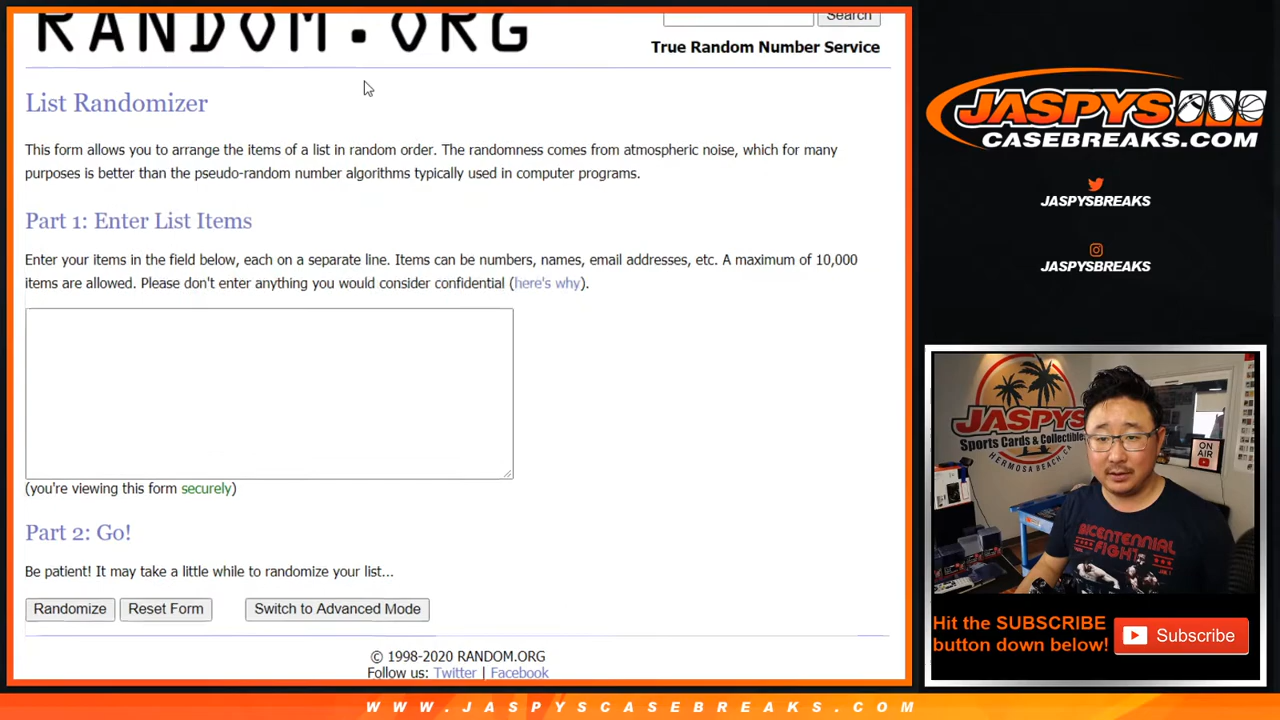 RANDOM.ORG
Search
True Random Number Service
List Randomizer
This form allows you to arrange the items of a list in random order. The randomness comes from atmospheric noise, which for many
purposes is better than the pseudo-random number algorithms typically used in computer programs.
Part 1: Enter List Items
Enter your items in the field below, each on a separate line. Items can be numbers, names, email addresses, etc. A maximum of 10,000
items are allowed. Please don't enter anything you would consider confidential (here's why).
(you're viewing this form securely)
Part 2: Go!
Be patient! It may take a little while to randomize your list...
Randomize Reset Form Switch to Advanced Mode
© 1998-2020 RANDOM.ORG
Follow us: Twitter | Facebook
JASPYS
CASEBREAKS.COM
JASPYSBREAKS
JASPYSBREAKS
JASPYS
Sports Cards & Collectibles
HERMOSA BEACH, CA
ON
AIR
BICENTENNIAL
FIGHT
Hit the SUBSCRIBE
button down below!
Subscribe
WWW.JASPYSCASEBREAKS.COM